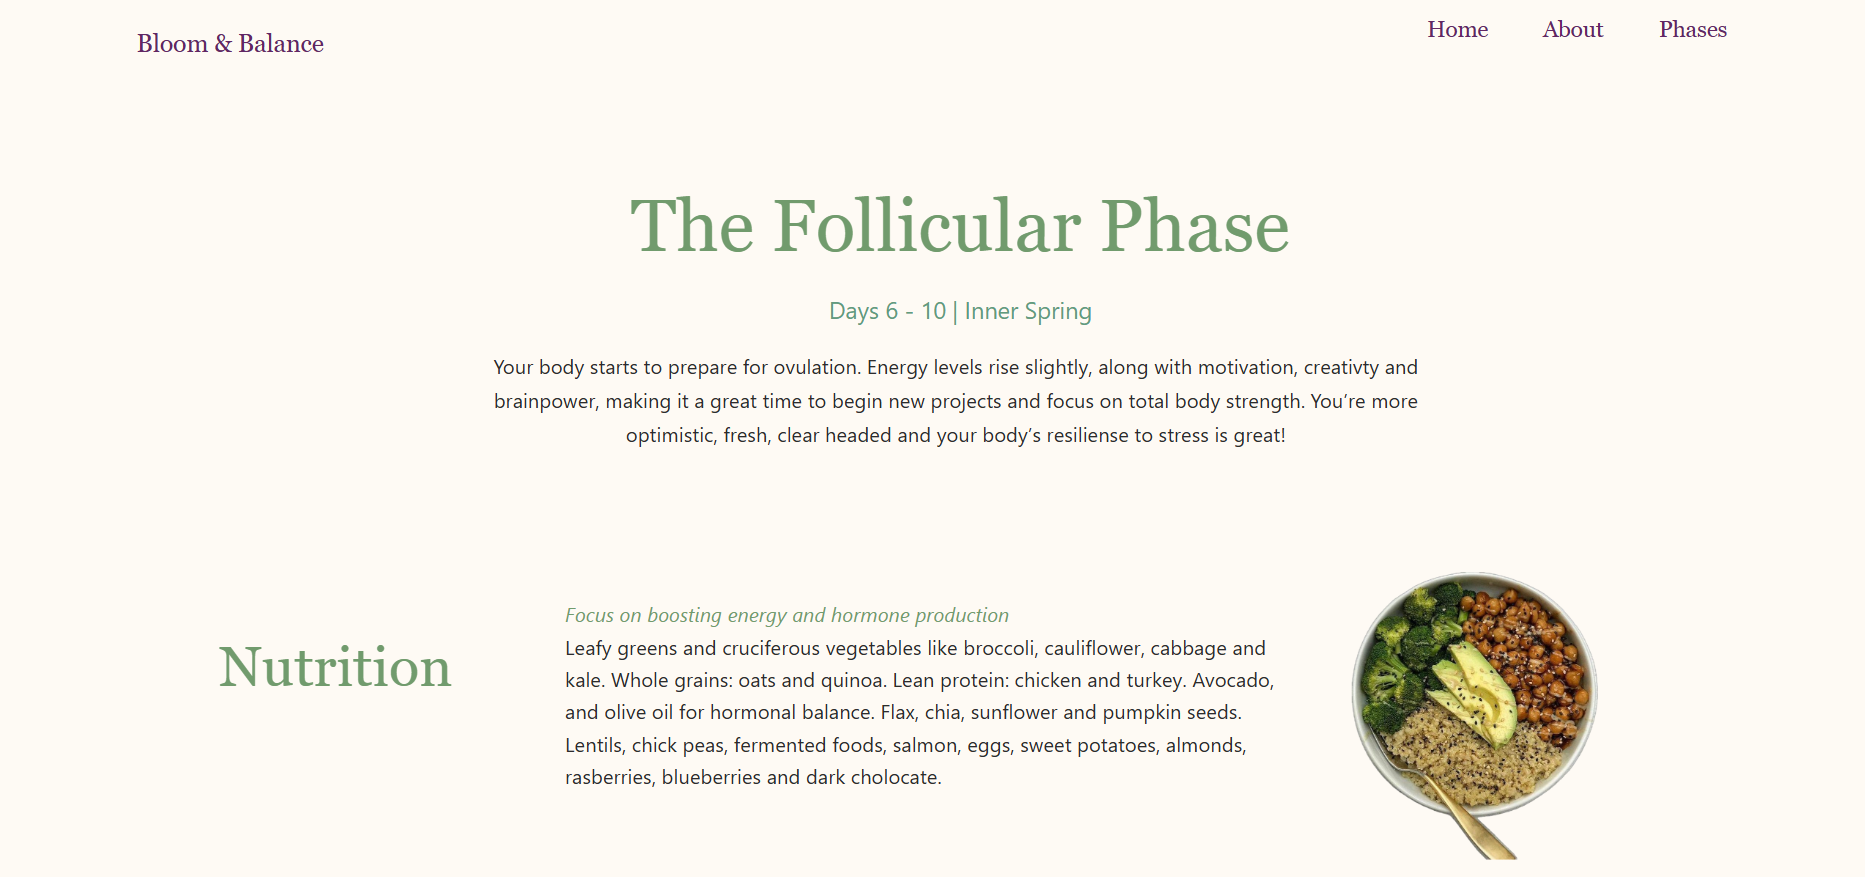 Bloom & Balance
Home About Phases
The Follicular Phase
Days 6 - 10 | Inner Spring
Your body starts to prepare for ovulation. Energy levels rise slightly, along with motivation, creativty and
brainpower, making it a great time to begin new projects and focus on total body strength. You’re more
optimistic, fresh, clear headed and your body’s resiliense to stress is great!
Nutrition
Focus on boosting energy and hormone production
Leafy greens and cruciferous vegetables like broccoli, cauliflower, cabbage and
kale. Whole grains: oats and quinoa. Lean protein: chicken and turkey. Avocado,
and olive oil for hormonal balance. Flax, chia, sunflower and pumpkin seeds.
Lentils, chick peas, fermented foods, salmon, eggs, sweet potatoes, almonds,
rasberries, blueberries and dark cholocate.